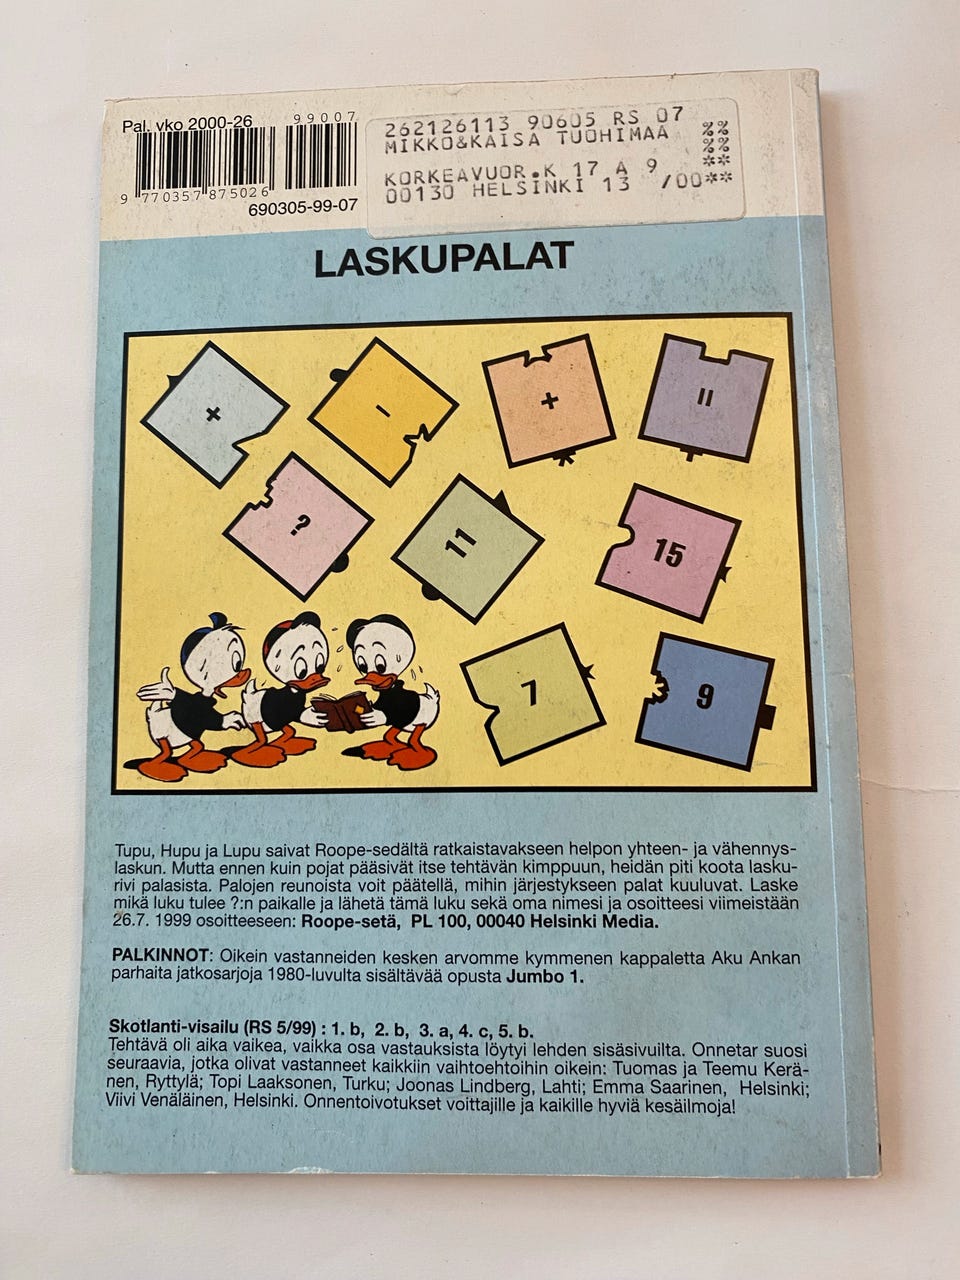 Pal. vko 2000-26
99007
9 770357 875026
690305-99-07
262126113 90605 RS 07
MIKKO&KAISA TUOHIMAA %%
%%
KORKEAVUOR.K 17 A 9 **
00130 HELSINKI 13 /00**
LASKUPALAT
+
-
+
=
?
11
15
7
9
Tupu, Hupu ja Lupu saivat Roope-sedältä ratkaistavakseen helpon yhteen- ja vähennys-
laskun. Mutta ennen kuin pojat pääsivät itse tehtävän kimppuun, heidän piti koota lasku-
rivi palasista. Palojen reunoista voit päätellä, mihin järjestykseen palat kuuluvat. Laske
mikä luku tulee ?:n paikalle ja lähetä tämä luku sekä oma nimesi ja osoitteesi viimeistään
26.7. 1999 osoitteeseen: Roope-setä, PL 100, 00040 Helsinki Media.
PALKINNOT: Oikein vastanneiden kesken arvomme kymmenen kappaletta Aku Ankan
parhaita jatkosarjoja 1980-luvulta sisältävää opusta Jumbo 1.
Skotlanti-visailu (RS 5/99) : 1. b, 2. b, 3. a, 4. c, 5. b.
Tehtävä oli aika vaikea, vaikka osa vastauksista löytyi lehden sisäsivuilta. Onnetar suosi
seuraavia, jotka olivat vastanneet kaikkiin vaihtoehtoihin oikein: Tuomas ja Teemu Kerä-
nen, Ryttylä; Topi Laaksonen, Turku; Joonas Lindberg, Lahti; Emma Saarinen, Helsinki;
Viivi Venäläinen, Helsinki. Onnentoivotukset voittajille ja kaikille hyviä kesäilmoja!